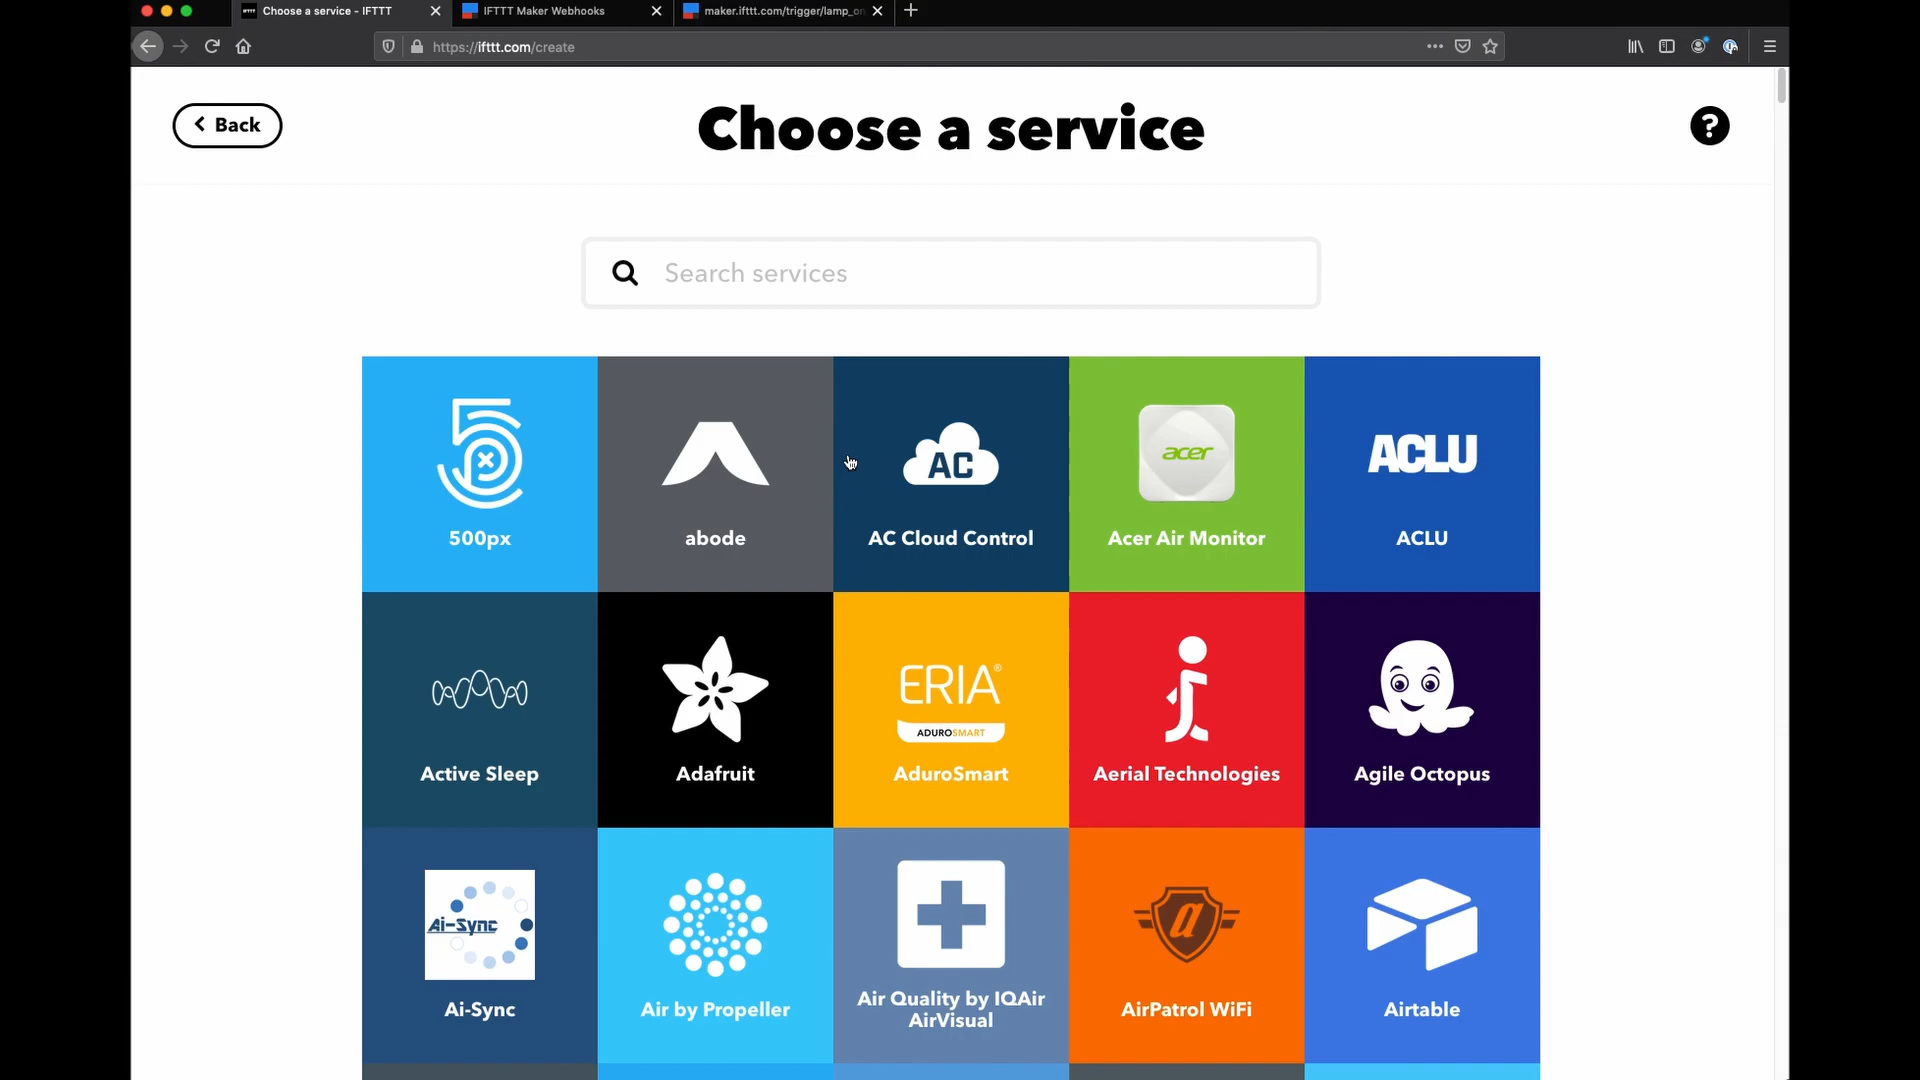 Choose a service - IFTTT
IFTTT Maker Webhooks
maker.ifttt.com/trigger/lamp_on
https://ifttt.com/create
Back
Choose a service
?
Search services
5
500px
abode
AC
AC Cloud Control
acer
Acer Air Monitor
ACLU
ACLU
Active Sleep
Adafruit
ERIA®
ADUROSMART
AduroSmart
Aerial Technologies
Agile Octopus
Ai-Sync
Ai-Sync
Air by Propeller
Air Quality by IQAir
AirVisual
a
AirPatrol WiFi
Airtable